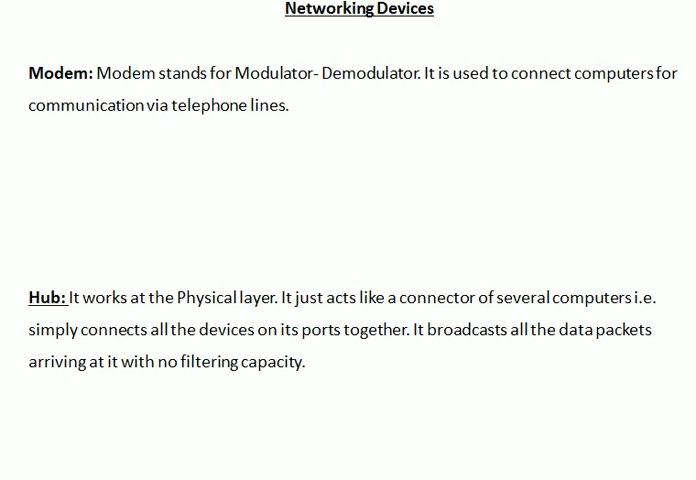 Networking Devices
Modem: Modem stands for Modulator- Demodulator. It is used to connect computers for
communication via telephone lines.
Hub: It works at the Physical layer. It just acts like a connector of several computers i.e.
simply connects all the devices on its ports together. It broadcasts all the data packets
arriving at it with no filtering capacity.